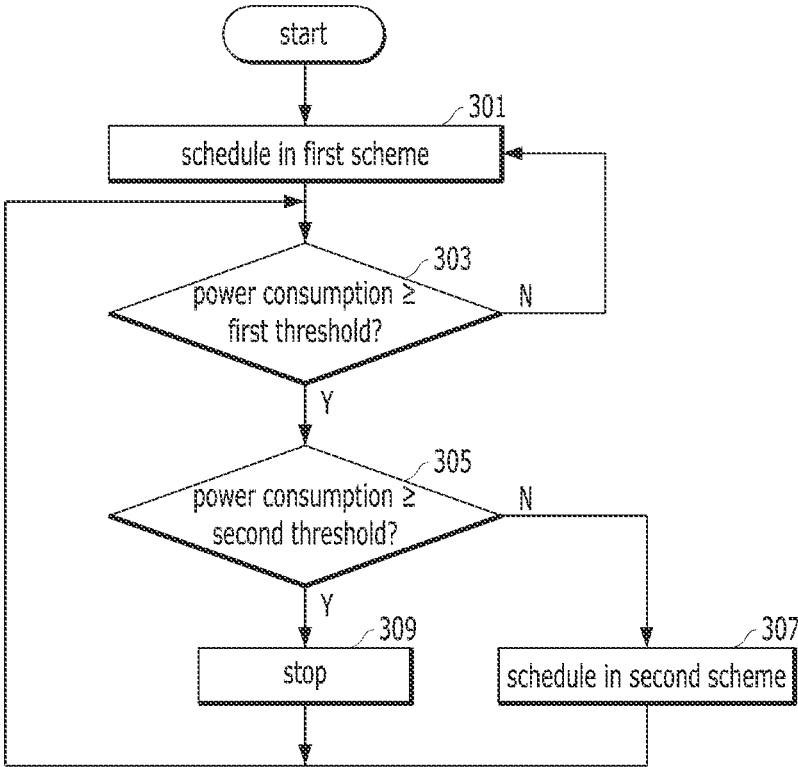 start
301
schedule in first scheme
303
power consumption ≥
first threshold?
N
Y
305
power consumption ≥
second threshold?
N
Y
309
stop
307
schedule in second scheme